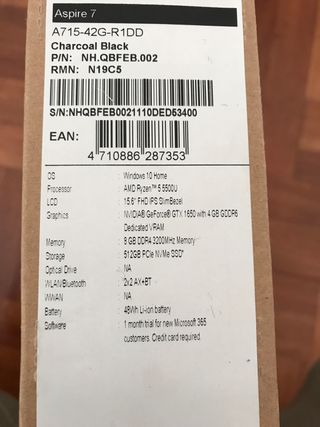 Aspire 7
A715-42G-R1DD
Charcoal Black
P/N: NH.QBFEB.002
RMN: N19C5
S/N:NHQBFEB0021110DED53400
EAN:
4 710886 287353
OS : Windows 10 Home
Processor : AMD Ryzen™ 5 5500U
LCD : 15.6" FHD IPS SlimBezel
Graphics : NVIDIA® GeForce® GTX 1650 with 4 GB GDDR6
Dedicated VRAM
Memory : 8 GB DDR4 3200MHz Memory
Storage : 512GB PCIe NVMe SSD*
Optical Drive : NA
WLAN/Bluetooth : 2x2 AX+BT
WWAN : NA
Battery : 48Wh Li-ion battery
Software : 1 month trial for new Microsoft 365
customers. Credit card required.